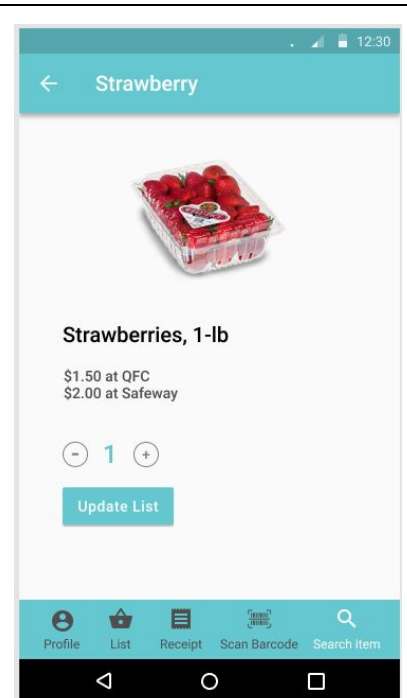 12:30
Strawberry
Strawberries, 1-lb
$1.50 at QFC
$2.00 at Safeway
- 1 +
Update List
Profile List Receipt Scan Barcode Search item